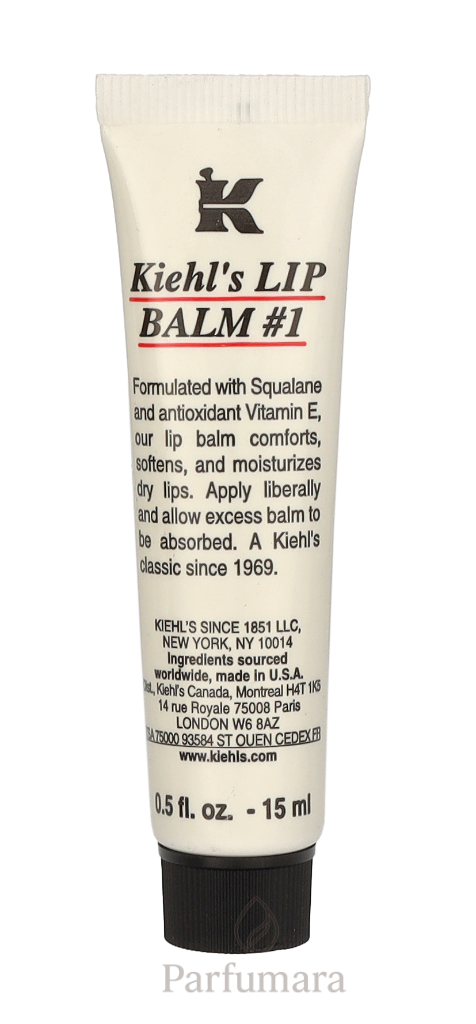 K
Kiehl's LIP
BALM #1
Formulated with Squalane
and antioxidant Vitamin E,
our lip balm comforts,
softens, and moisturizes
dry lips. Apply liberally
and allow excess balm to
be absorbed. A Kiehl's
classic since 1969.
KIEHL'S SINCE 1851 LLC,
NEW YORK, NY 10014
Ingredients sourced
worldwide, made in U.S.A.
Dist., Kiehl's Canada, Montreal H4T 1K5
14 rue Royale 75008 Paris
LONDON W6 8AZ
75000 93584 ST OUEN CEDEX FR
www.kiehls.com
0.5 fl. oz. - 15 ml
Parfumara